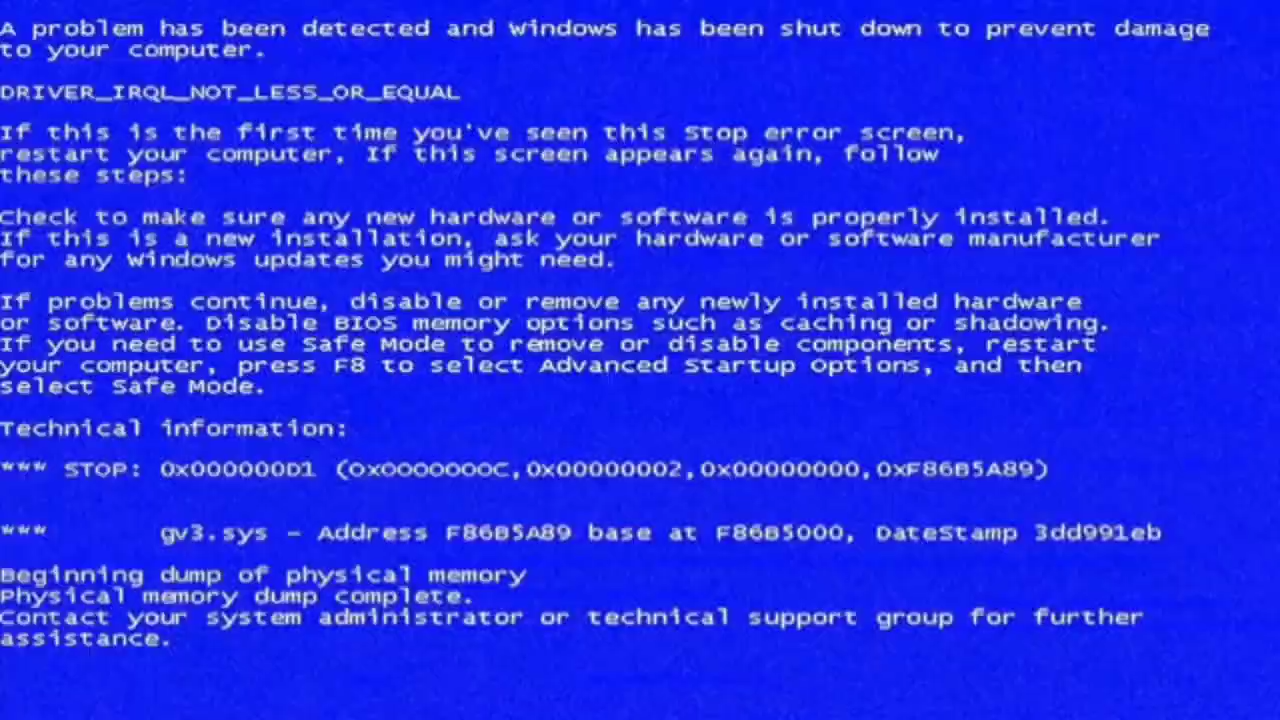 A problem has been detected and Windows has been shut down to prevent damage
to your computer.
DRIVER_IRQL_NOT_LESS_OR_EQUAL
If this is the first time you've seen this Stop error screen,
restart your computer, If this screen appears again, follow
these steps:
Check to make sure any new hardware or software is properly installed.
If this is a new installation, ask your hardware or software manufacturer
for any Windows updates you might need.
If problems continue, disable or remove any newly installed hardware
or software. Disable BIOS memory options such as caching or shadowing.
If you need to use Safe Mode to remove or disable components, restart
your computer, press F8 to select Advanced Startup Options, and then
select Safe Mode.
Technical information:
*** STOP: 0x000000D1 (0x0000000C,0x00000002,0x00000000,0xF86B5A89)
*** gv3.sys – Address F86B5A89 base at F86B5000, DateStamp 3dd991eb
Beginning dump of physical memory
Physical memory dump complete.
Contact your system administrator or technical support group for further
assistance.